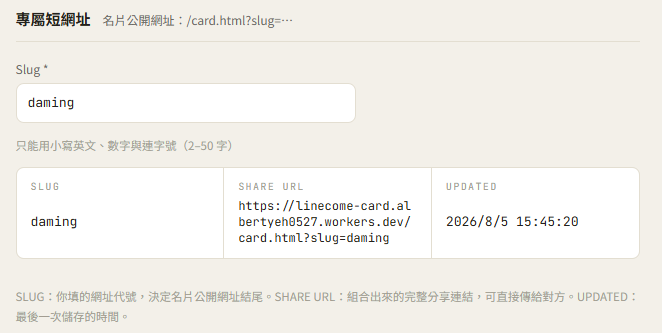 專屬短網址 名片公開網址：/card.html?slug=…
Slug *
daming
只能用小寫英文、數字與連字號（2–50 字）
SLUG SHARE URL UPDATED
https://linecome-card.al
daming bertyeh0527.workers.dev/ 2026/8/5 15:45:20
card.html?slug=daming
SLUG：你填的網址代號，決定名片公開網址結尾。SHARE URL：組合出來的完整分享連結，可直接傳給對方。UPDATED：
最後一次儲存的時間。